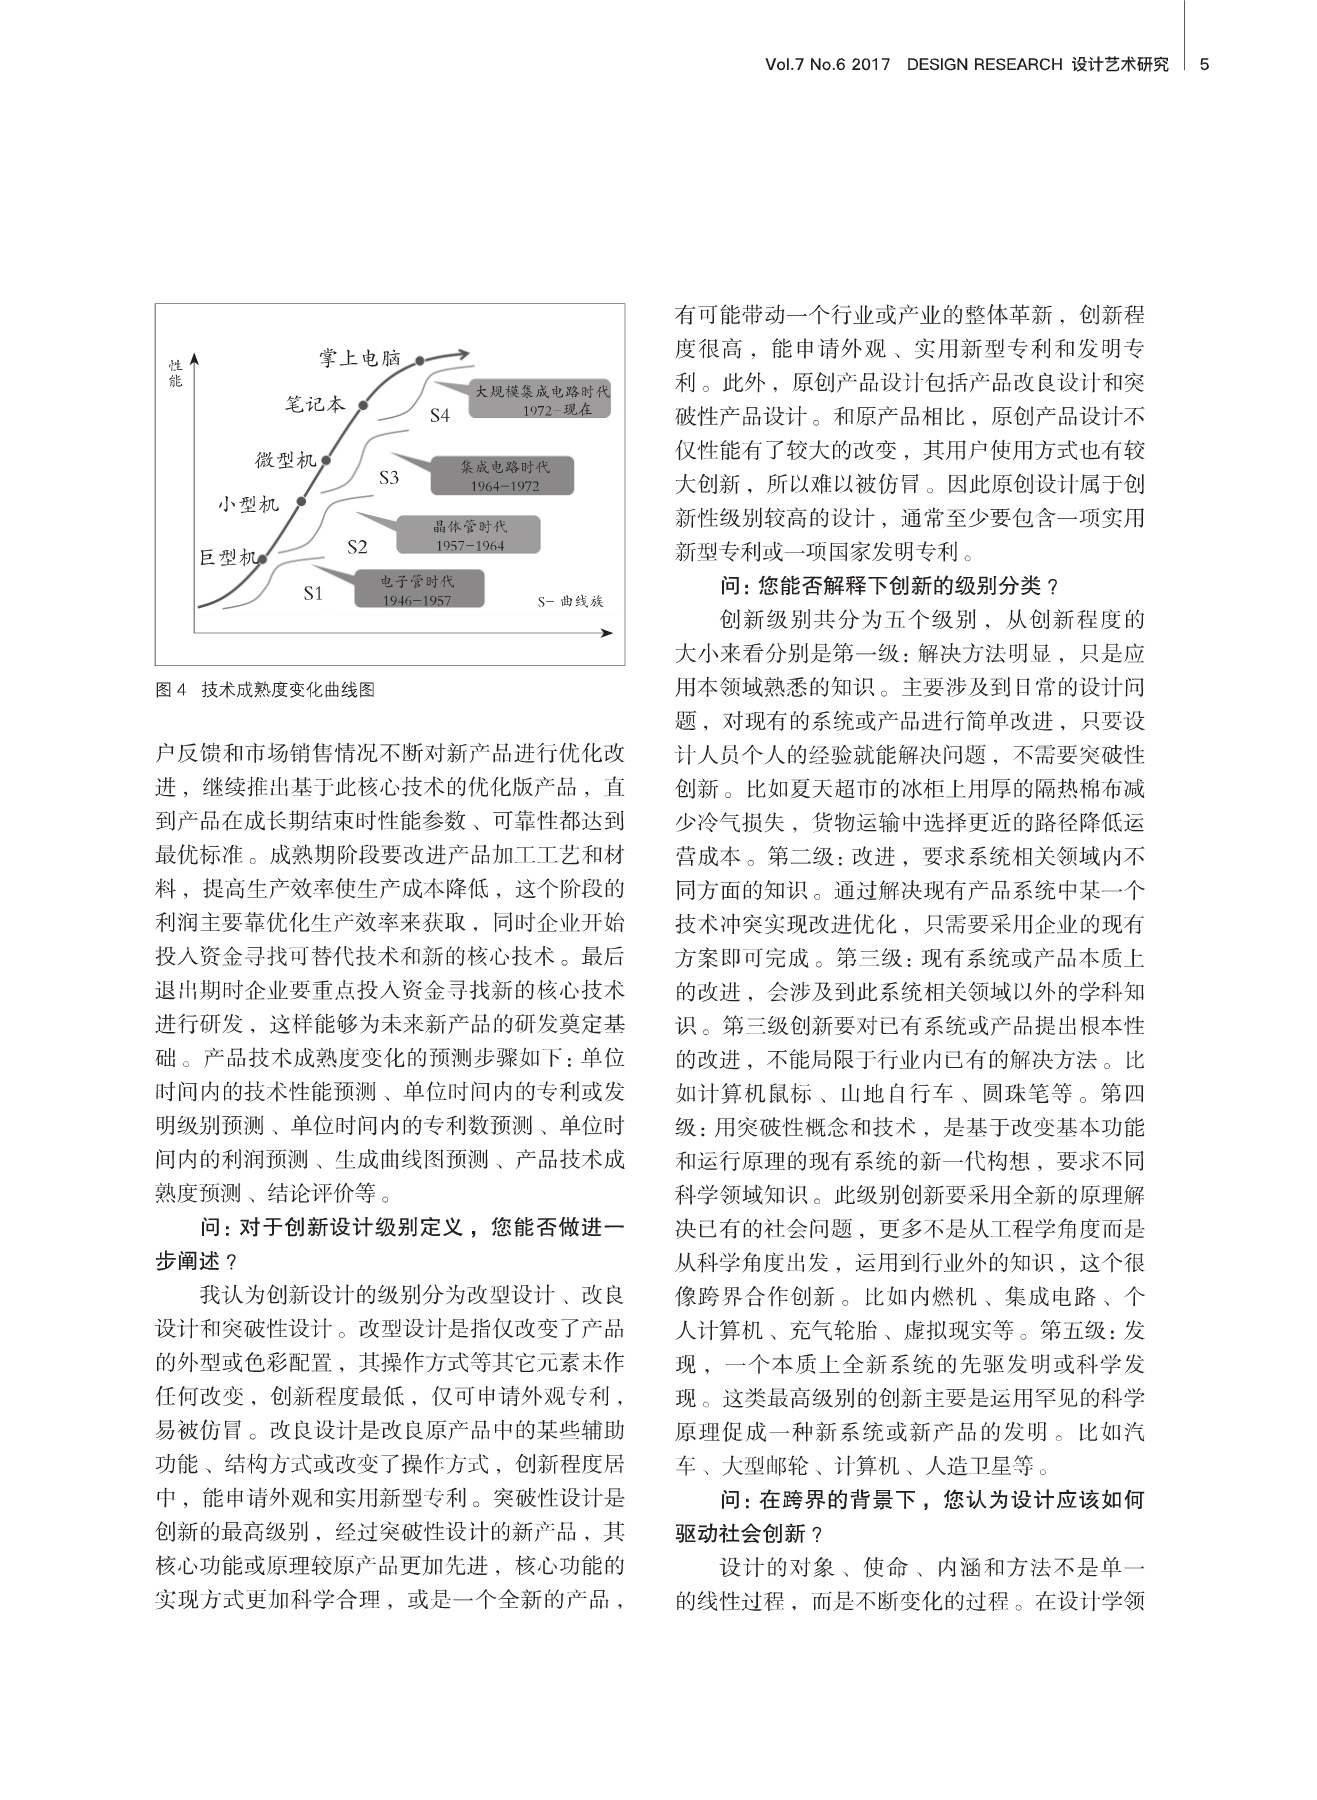 Vol.7 No.6 2017 DESIGN RESEARCH 设计艺术研究 5
性能
掌上电脑
笔记本
微型机
小型机
巨型机
S4
S3
S2
S1
大规模集成电路时代
1972-现在
集成电路时代
1964-1972
晶体管时代
1957-1964
电子管时代
1946-1957
S- 曲线族
图 4 技术成熟度变化曲线图
户反馈和市场销售情况不断对新产品进行优化改
进，继续推出基于此核心技术的优化版产品，直
到产品在成长期结束时性能参数、可靠性都达到
最优标准。成熟期阶段要改进产品加工工艺和材
料，提高生产效率使生产成本降低，这个阶段的
利润主要靠优化生产效率来获取，同时企业开始
投入资金寻找可替代技术和新的核心技术。最后
退出期时企业要重点投入资金寻找新的核心技术
进行研发，这样能够为未来新产品的研发奠定基
础。产品技术成熟度变化的预测步骤如下：单位
时间内的技术性能预测、单位时间内的专利或发
明级别预测、单位时间内的专利数预测、单位时
间内的利润预测、生成曲线图预测、产品技术成
熟度预测、结论评价等。
问：对于创新设计级别定义，您能否做进一
步阐述？
我认为创新设计的级别分为改型设计、改良
设计和突破性设计。改型设计是指仅改变了产品
的外型或色彩配置，其操作方式等其它元素未作
任何改变，创新程度最低，仅可申请外观专利，
易被仿冒。改良设计是改良原产品中的某些辅助
功能、结构方式或改变了操作方式，创新程度居
中，能申请外观和实用新型专利。突破性设计是
创新的最高级别，经过突破性设计的新产品，其
核心功能或原理较原产品更加先进，核心功能的
实现方式更加科学合理，或是一个全新的产品，
有可能带动一个行业或产业的整体革新，创新程
度很高，能申请外观、实用新型专利和发明专
利。此外，原创产品设计包括产品改良设计和突
破性产品设计。和原产品相比，原创产品设计不
仅性能有了较大的改变，其用户使用方式也有较
大创新，所以难以被仿冒。因此原创设计属于创
新性级别较高的设计，通常至少要包含一项实用
新型专利或一项国家发明专利。
问：您能否解释下创新的级别分类？
创新级别共分为五个级别，从创新程度的
大小来看分别是第一级：解决方法明显，只是应
用本领域熟悉的知识。主要涉及到日常的设计问
题，对现有的系统或产品进行简单改进，只要设
计人员个人的经验就能解决问题，不需要突破性
创新。比如夏天超市的冰柜上用厚的隔热棉布减
少冷气损失，货物运输中选择更近的路径降低运
营成本。第二级：改进，要求系统相关领域内不
同方面的知识。通过解决现有产品系统中某一个
技术冲突实现改进优化，只需要采用企业的现有
方案即可完成。第三级：现有系统或产品本质上
的改进，会涉及到此系统相关领域以外的学科知
识。第三级创新要对已有系统或产品提出根本性
的改进，不能局限于行业内已有的解决方法。比
如计算机鼠标、山地自行车、圆珠笔等。第四
级：用突破性概念和技术，是基于改变基本功能
和运行原理的现有系统的新一代构想，要求不同
科学领域知识。此级别创新要采用全新的原理解
决已有的社会问题，更多不是从工程学角度而是
从科学角度出发，运用到行业外的知识，这个很
像跨界合作创新。比如内燃机、集成电路、个
人计算机、充气轮胎、虚拟现实等。第五级：发
现，一个本质上全新系统的先驱发明或科学发
现。这类最高级别的创新主要是运用罕见的科学
原理促成一种新系统或新产品的发明。比如汽
车、大型邮轮、计算机、人造卫星等。
问：在跨界的背景下，您认为设计应该如何
驱动社会创新？
设计的对象、使命、内涵和方法不是单一
的线性过程，而是不断变化的过程。在设计学领